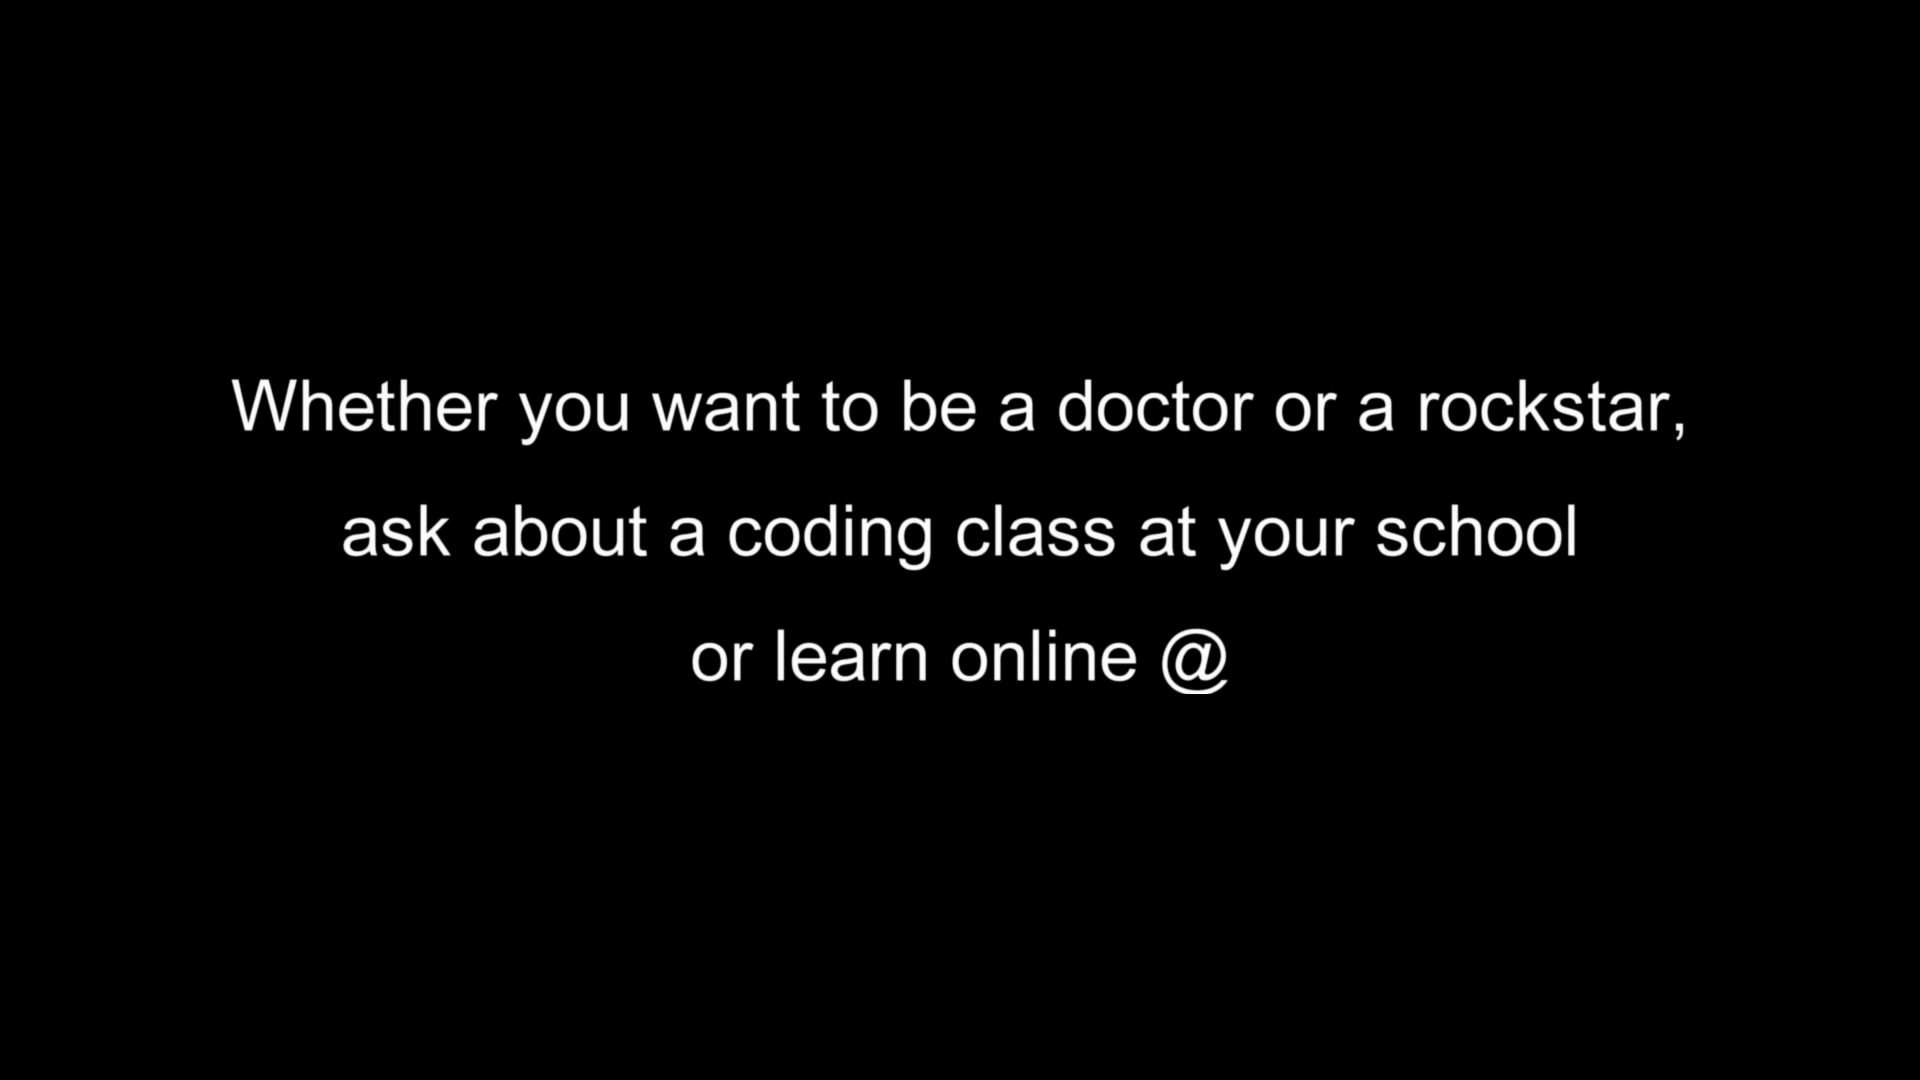 Whether you want to be a doctor or a rockstar,
ask about a coding class at your school
or learn online @